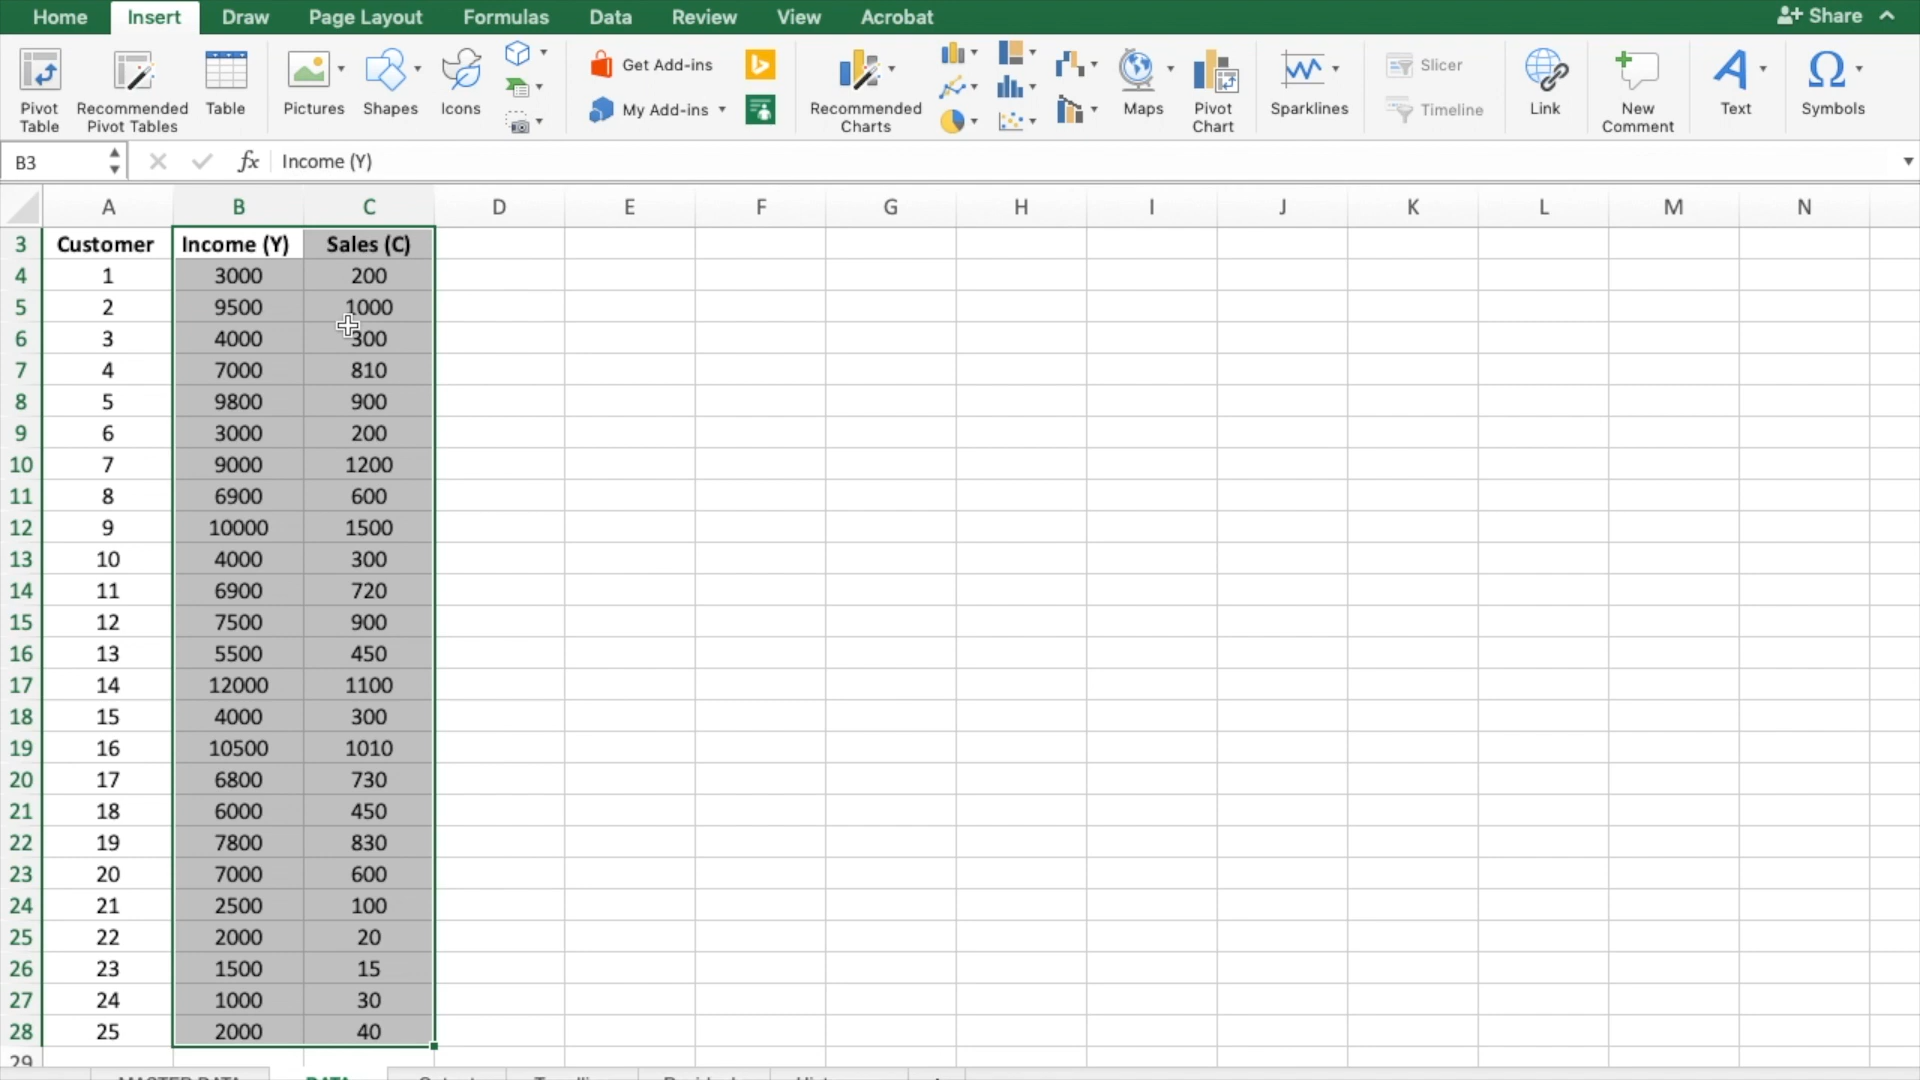 Home Insert Draw Page Layout Formulas Data Review View Acrobat Share
Get Add-ins Slicer
Pivot Table Recommended Pivot Tables Table Pictures Shapes Icons My Add-ins Recommended Charts Maps Pivot Chart Sparklines Timeline Link New Comment Text Symbols
B3 fx Income (Y)
A B C D E F G H I J K L M N
3 Customer Income (Y) Sales (C)
4 1 3000 200
5 2 9500 1000
6 3 4000 300
7 4 7000 810
8 5 9800 900
9 6 3000 200
10 7 9000 1200
11 8 6900 600
12 9 10000 1500
13 10 4000 300
14 11 6900 720
15 12 7500 900
16 13 5500 450
17 14 12000 1100
18 15 4000 300
19 16 10500 1010
20 17 6800 730
21 18 6000 450
22 19 7800 830
23 20 7000 600
24 21 2500 100
25 22 2000 20
26 23 1500 15
27 24 1000 30
28 25 2000 40
29
MASTER DATA DATA